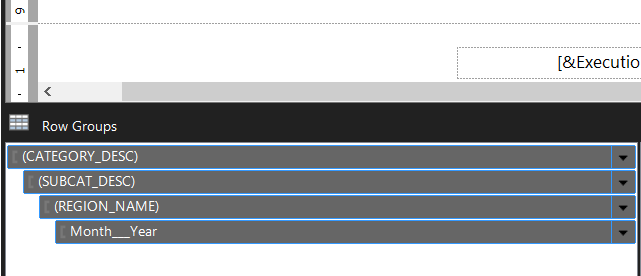 9
-
1
-
[&Executio
Row Groups
(CATEGORY_DESC)
(SUBCAT_DESC)
(REGION_NAME)
Month___Year